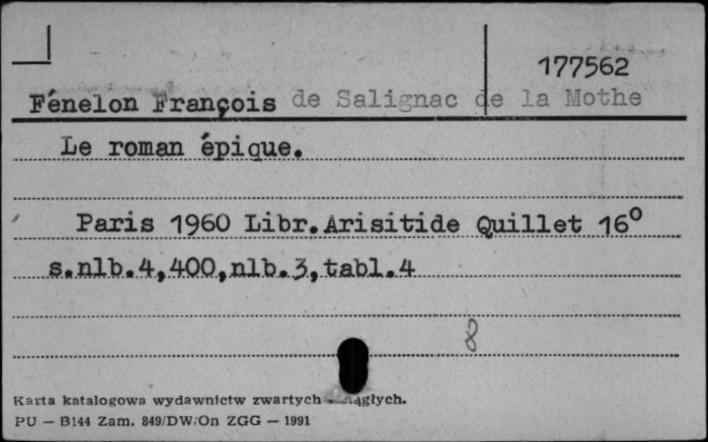 177562
Fénelon François de Salignac de la Mothe
Le roman épique.
Paris 1960 Libr.Arisitide Quillet 16°
s.nlb.4,400,nlb.3,tabl.4
8
Karta katalogowa wydawnictw zwartych
PU — B144 Zam. 849/DW/On ZGG — 1991